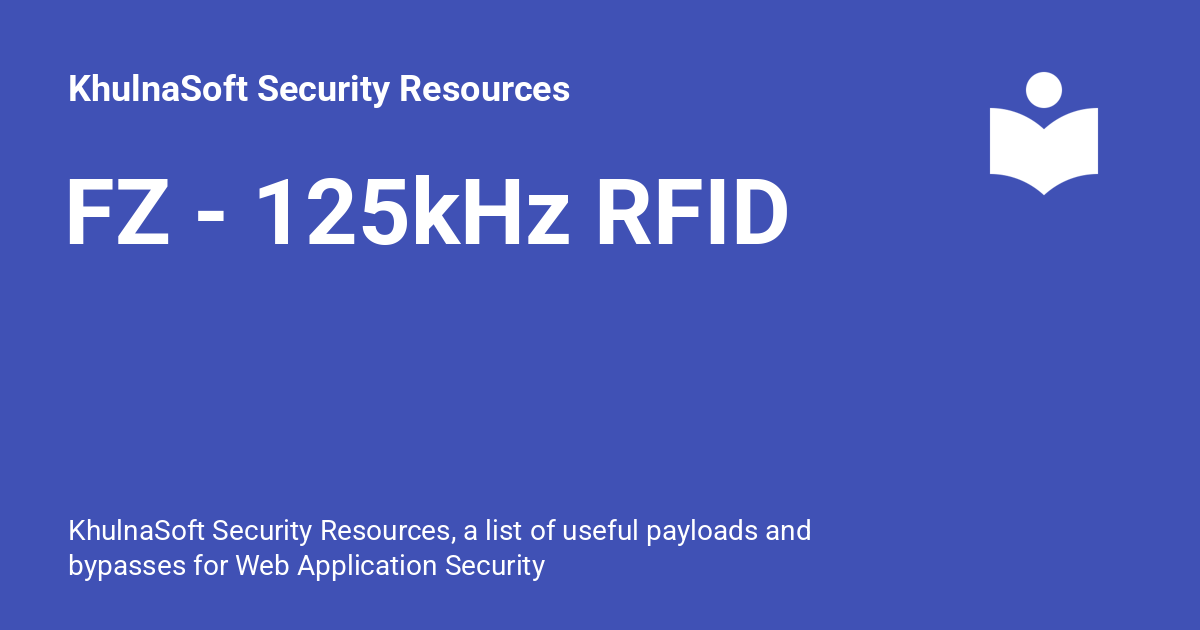 KhulnaSoft Security Resources
FZ - 125kHz RFID
KhulnaSoft Security Resources, a list of useful payloads and
bypasses for Web Application Security